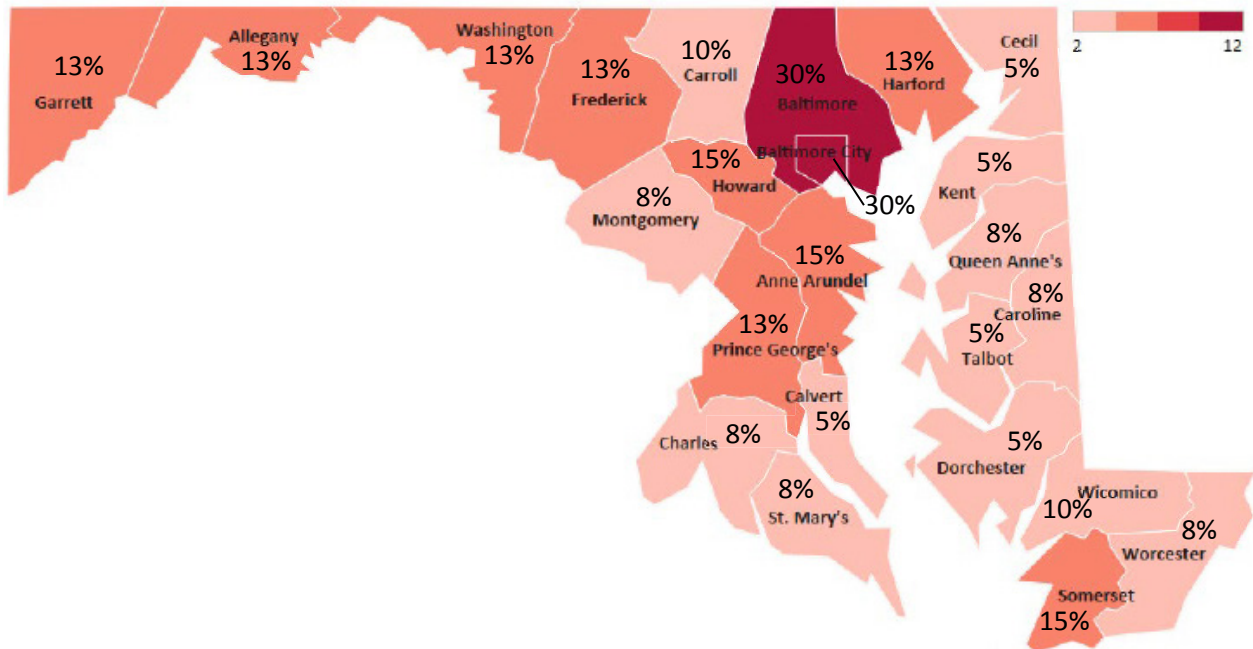 Garrett
13%
Allegany
13%
Washington
13%
13%
Frederick
10%
Carroll
30%
Baltimore
Baltimore City
30%
13%
Harford
Cecil
5%
2 12
15%
Howard
8%
Montgomery
5%
Kent
8%
Queen Anne's
15%
Anne Arundel
8%
Caroline
13%
Prince George's
5%
Talbot
Calvert
5%
Charles
8%
5%
Dorchester
8%
St. Mary's
Wicomico
10%
8%
Worcester
Somerset
15%